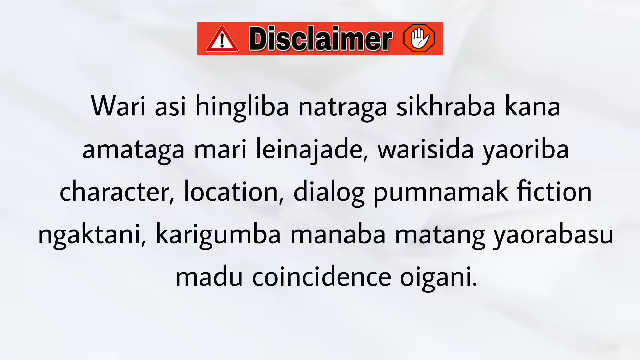 Disclaimer
Wari asi hingliba natraga sikhraba kana
amataga mari leinajade, warisida yaoriba
character, location, dialog pumnamak fiction
ngaktani, karigumba manaba matang yaorabasu
madu coincidence oigani.